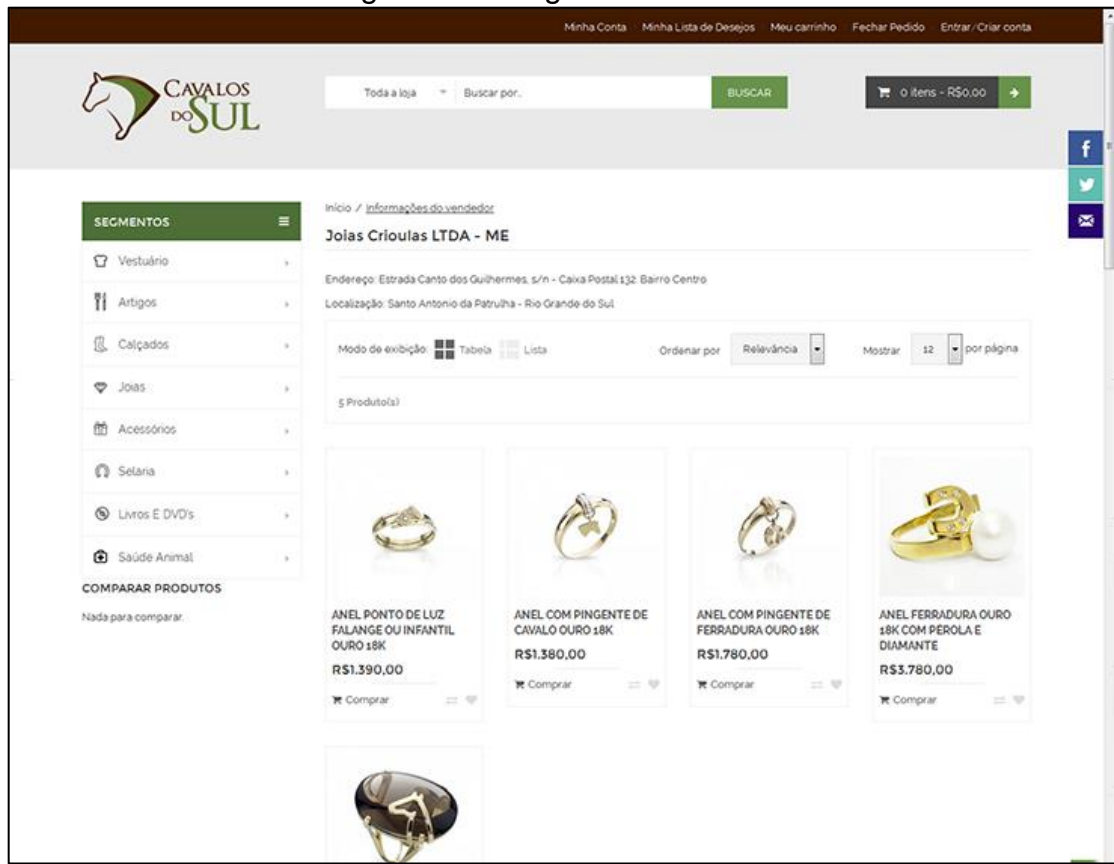 Minha Conta Minha Lista de Desejos Meu carrinho Fechar Pedido Entrar/Criar conta
CAVALOS
DO SUL
Toda a loja Buscar por..
BUSCAR
0 itens - R$0,00
SEGMENTOS
Vestuário
Artigos
Calçados
Joias
Acessórios
Selaria
Livros E DVD's
Saúde Animal
COMPARAR PRODUTOS
Nada para comparar.
Início / Informações do vendedor
Joias Crioulas LTDA - ME
Endereço: Estrada Canto dos Guilhermes, s/n - Caixa Postal 132 Bairro Centro
Localização: Santo Antonio da Patrulha - Rio Grande do Sul
Modo de exibição: Tabela Lista Ordenar por Relevância Mostrar 12 por página
5 Produto(s)
ANEL PONTO DE LUZ
FALANGE OU INFANTIL
OURO 18K
R$1.390,00
Comprar
ANEL COM PINGENTE DE
CAVALO OURO 18K
R$1.380,00
Comprar
ANEL COM PINGENTE DE
FERRADURA OURO 18K
R$1.780,00
Comprar
ANEL FERRADURA OURO
18K COM PÉROLA E
DIAMANTE
R$3.780,00
Comprar